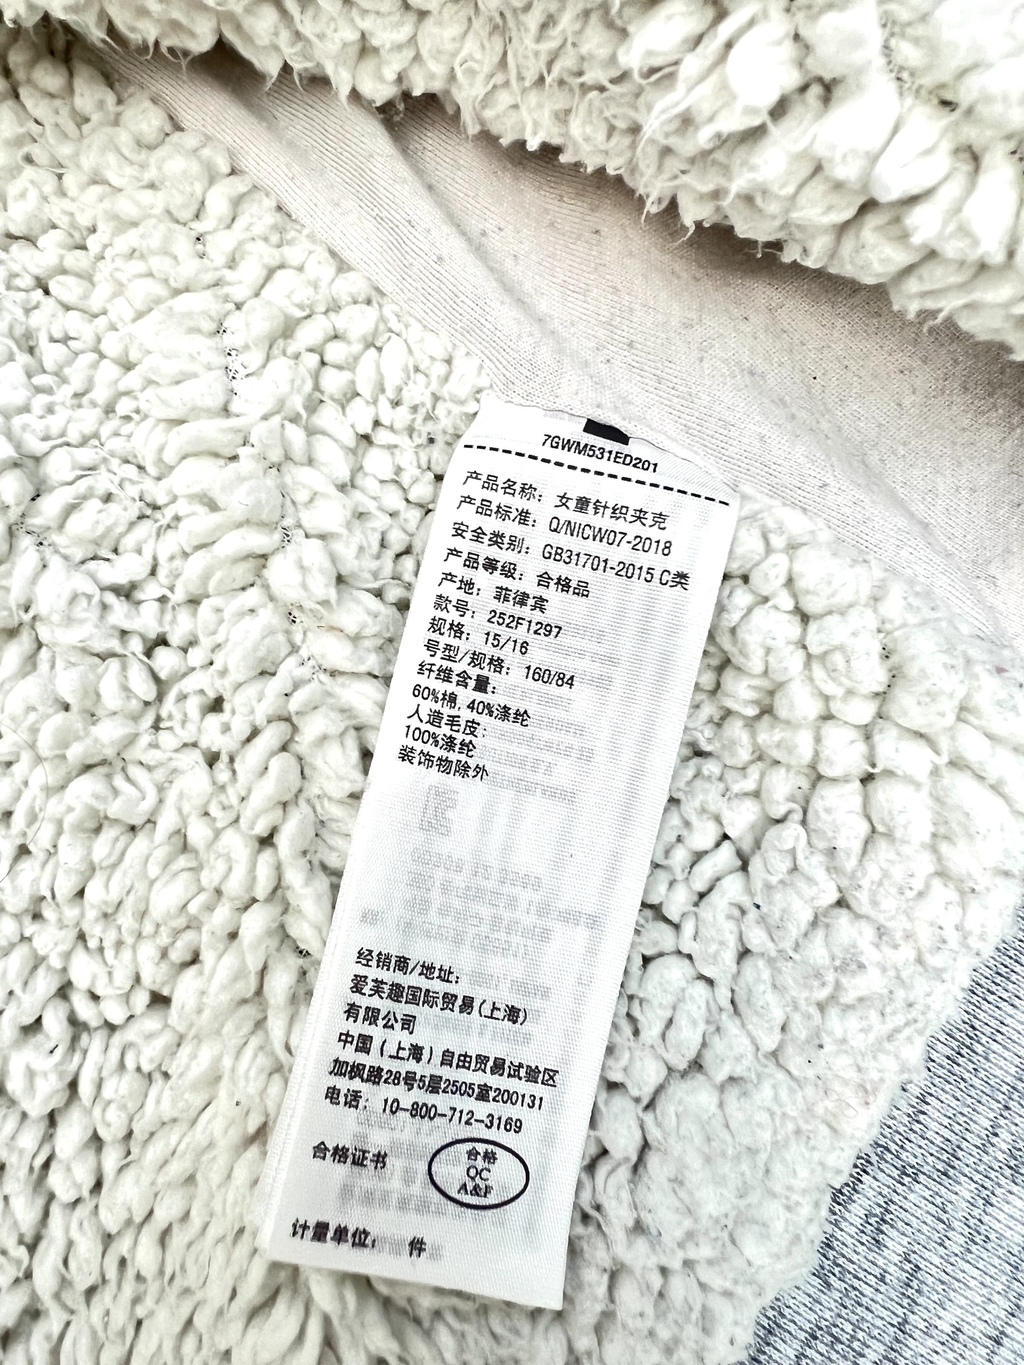 7GWM531ED201
产品名称：女童针织夹克
产品标准：Q/NICW07-2018
安全类别：GB31701-2015 C类
产品等级：合格品
产地：菲律宾
款号：252F1297
规格：15/16
号型/规格：160/84
纤维含量：
60%棉, 40%涤纶
人造毛皮：
100%涤纶
装饰物除外
经销商/地址：
爱芙趣国际贸易(上海)
有限公司
中国（上海）自由贸易试验区
加枫路28号5层2505室200131
电话：10-800-712-3169
合格证书
合格
QC
A&F
计量单位： 件